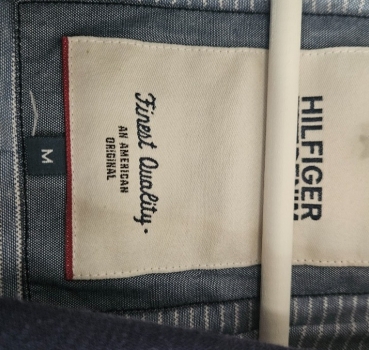 HILFIGER
Finest Quality.
AN AMERICAN
ORIGINAL
M